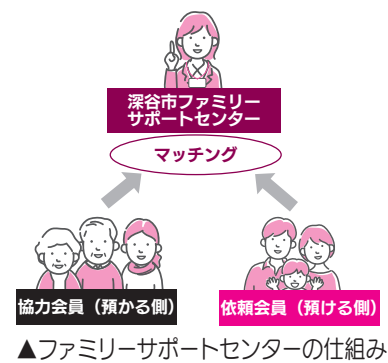 深谷市ファミリー
サポートセンター
マッチング
協力会員（預かる側）
依頼会員（預ける側）
▲ファミリーサポートセンターの仕組み